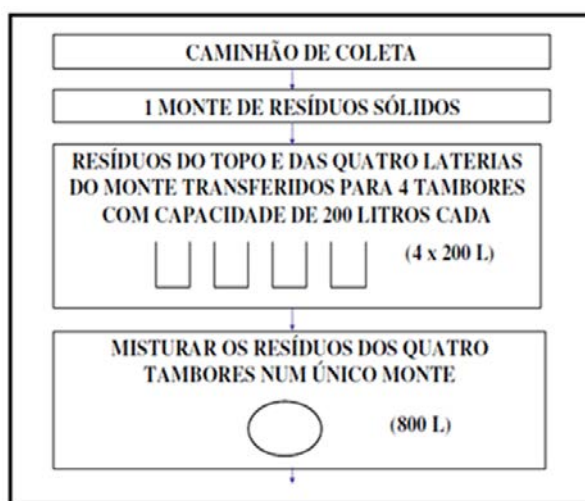 CAMINHÃO DE COLETA
1 MONTE DE RESÍDUOS SÓLIDOS
RESÍDUOS DO TOPO E DAS QUATRO LATERIAS
DO MONTE TRANSFERIDOS PARA 4 TAMBORES
COM CAPACIDADE DE 200 LITROS CADA
(4 x 200 L)
MISTURAR OS RESÍDUOS DOS QUATRO
TAMBORES NUM ÚNICO MONTE
(800 L)